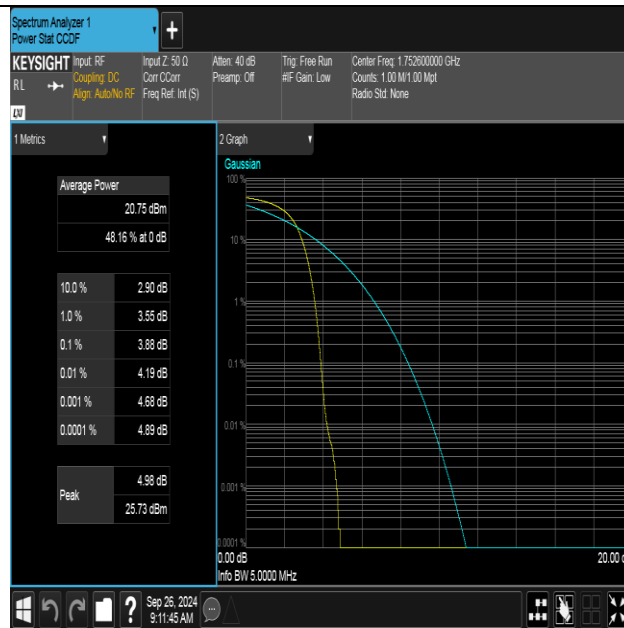 Spectrum Analyzer 1
Power Stat CCDF
+
KEYSIGHT
R L
LXI
Input: RF
Coupling: DC
Align: Auto/No RF
Input Z: 50 Ω
Corr CCorr
Freq Ref: Int (S)
Atten: 40 dB
Preamp: Off
Trig: Free Run
#IF Gain: Low
Center Freq: 1.752600000 GHz
Counts: 1.00 M/1.00 Mpt
Radio Std: None
1 Metrics
Average Power
20.75 dBm
48.16 % at 0 dB
10.0 % 2.90 dB
1.0 % 3.55 dB
0.1 % 3.88 dB
0.01 % 4.19 dB
0.001 % 4.68 dB
0.0001 % 4.89 dB
Peak
4.98 dB
25.73 dBm
2 Graph
Gaussian
100 %
10 %
1 %
0.1 %
0.01 %
0.001 %
0.0001 %
0.00 dB
20.00 d
Info BW 5.0000 MHz
?
Sep 26, 2024
9:11:45 AM